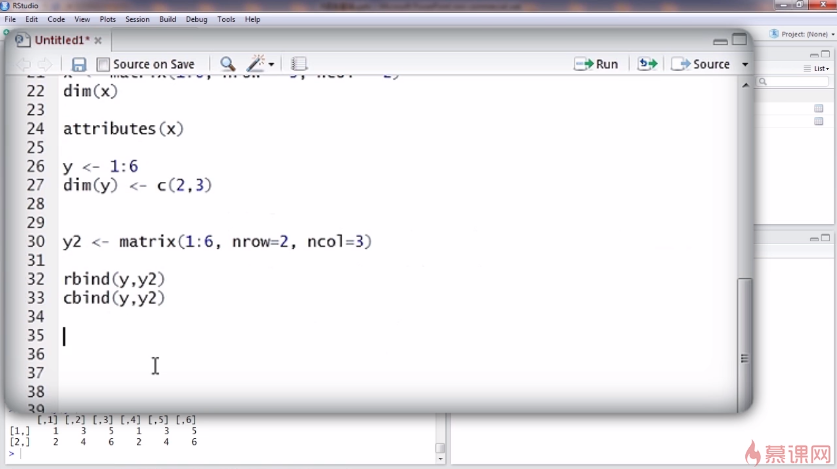 RStudio
File Edit Code View Plots Session Build Debug Tools Help
Project: (None)
Untitled1*
List
Source on Save Run Source
21 x <- matrix(1:6, nrow = 3, ncol = 2)
22 dim(x)
23
24 attributes(x)
25
26 y <- 1:6
27 dim(y) <- c(2,3)
28
29
30 y2 <- matrix(1:6, nrow=2, ncol=3)
31
32 rbind(y,y2)
33 cbind(y,y2)
34
35
36
37
38
39
[,1] [,2] [,3] [,4] [,5] [,6]
[1,] 1 3 5 1 3 5
[2,] 2 4 6 2 4 6
>
慕课网